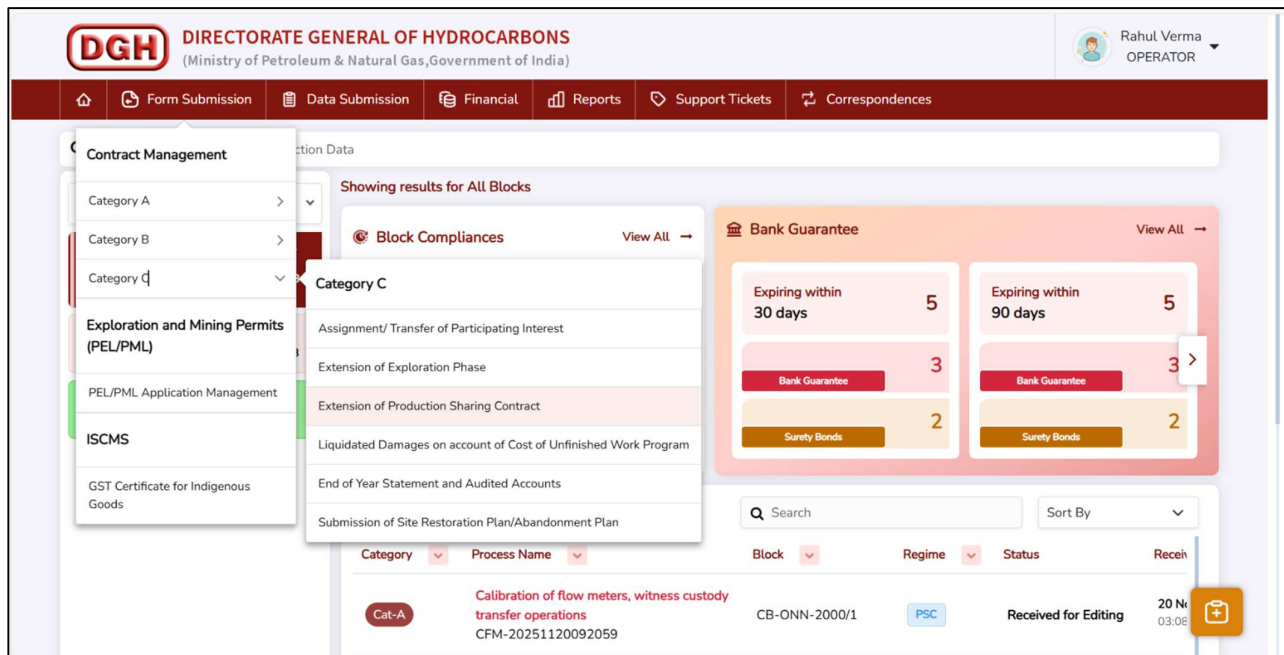 DGH
DIRECTORATE GENERAL OF HYDROCARBONS
(Ministry of Petroleum & Natural Gas,Government of India)
Rahul Verma
OPERATOR
Form Submission
Data Submission
Financial
Reports
Support Tickets
Correspondences
Contract Management
Category A
Category B
Category C
Exploration and Mining Permits
(PEL/PML)
PEL/PML Application Management
ISCMS
GST Certificate for Indigenous
Goods
Data
Showing results for All Blocks
Block Compliances
View All →
Category C
Assignment/ Transfer of Participating Interest
Extension of Exploration Phase
Extension of Production Sharing Contract
Liquidated Damages on account of Cost of Unfinished Work Program
End of Year Statement and Audited Accounts
Submission of Site Restoration Plan/Abandonment Plan
Bank Guarantee
View All →
Expiring within
30 days
5
3
Bank Guarantee
2
Surety Bonds
Expiring within
90 days
5
3
Bank Guarantee
2
Surety Bonds
Search
Sort By
Category
Process Name
Block
Regime
Status
Cat-A
Calibration of flow meters, witness custody
transfer operations
CFM-20251120092059
CB-ONN-2000/1
PSC
Received for Editing
20
03:08